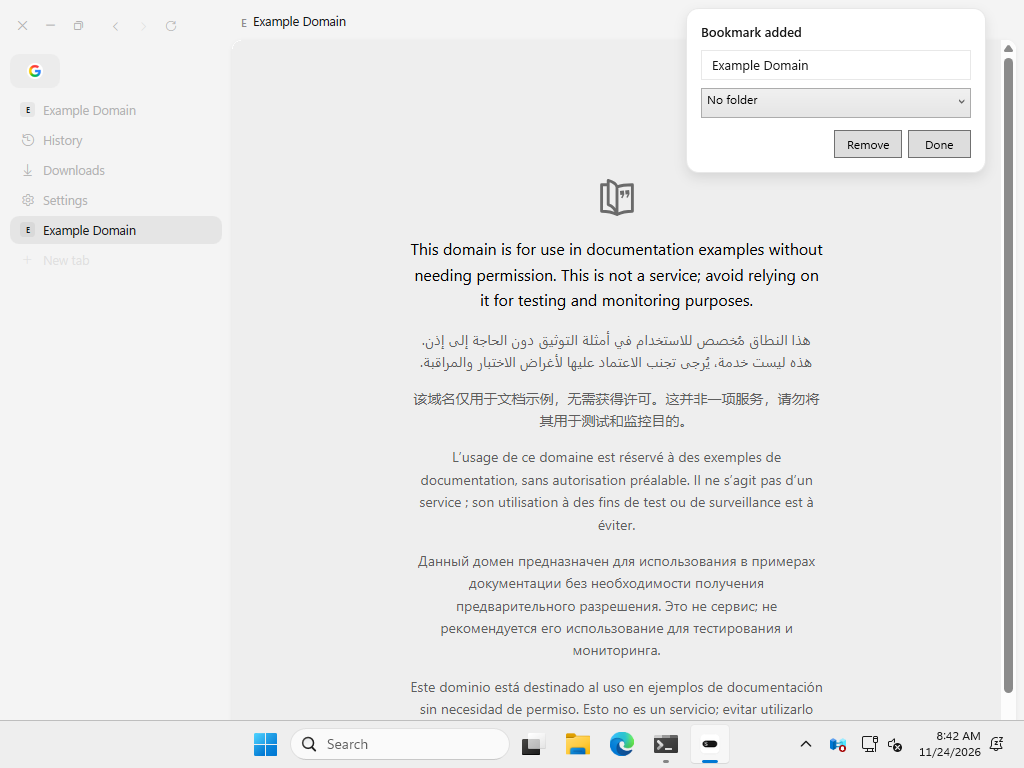 E Example Domain
Bookmark added
Example Domain
No folder
Remove Done
G
E Example Domain
History
Downloads
Settings
E Example Domain
New tab
This domain is for use in documentation examples without
needing permission. This is not a service; avoid relying on
it for testing and monitoring purposes.
هذا النطاق مُخصص للاستخدام في أمثلة التوثيق دون الحاجة إلى إذن.
هذه ليست خدمة، يُرجى تجنب الاعتماد عليها لأغراض الاختبار والمراقبة.
该域名仅用于文档示例，无需获得许可。这并非一项服务，请勿将
其用于测试和监控目的。
L’usage de ce domaine est réservé à des exemples de
documentation, sans autorisation préalable. Il ne s’agit pas d’un
service ; son utilisation à des fins de test ou de surveillance est à
éviter.
Данный домен предназначен для использования в примерах
документации без необходимости получения
предварительного разрешения. Это не сервис; не
рекомендуется его использование для тестирования и
мониторинга.
Este dominio está destinado al uso en ejemplos de documentación
sin necesidad de permiso. Esto no es un servicio; evitar utilizarlo
Search
8:42 AM
11/24/2026